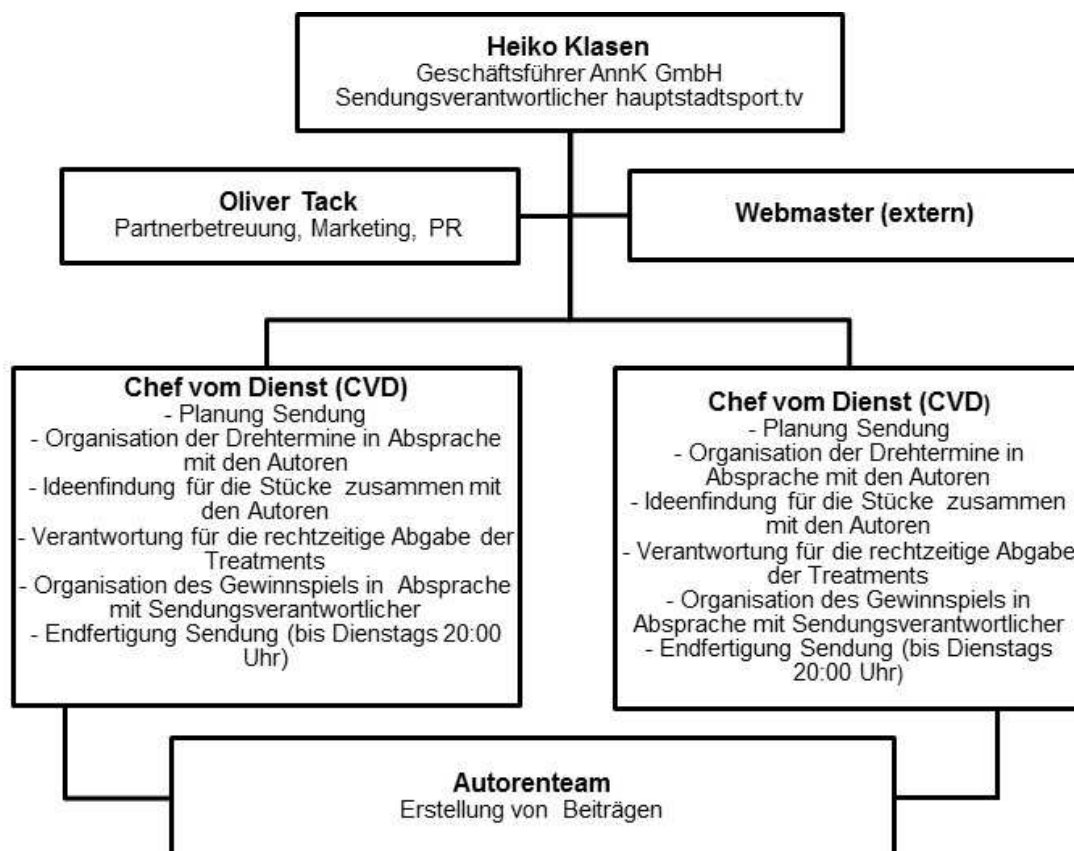 Heiko Klasen
Geschäftsführer AnnK GmbH
Sendungsverantwortlicher hauptstadtsport.tv
Oliver Tack
Partnerbetreuung, Marketing, PR
Webmaster (extern)
Chef vom Dienst (CVD)
- Planung Sendung
- Organisation der Drehtermine in Absprache
mit den Autoren
- Ideenfindung für die Stücke zusammen mit
den Autoren
- Verantwortung für die rechtzeitige Abgabe der
Treatments
- Organisation des Gewinnspiels in Absprache
mit Sendungsverantwortlicher
- Endfertigung Sendung (bis Dienstags 20:00
Uhr)
Chef vom Dienst (CVD)
- Planung Sendung
- Organisation der Drehtermine in
Absprache mit den Autoren
- Ideenfindung für die Stücke zusammen
mit den Autoren
- Verantwortung für die rechtzeitige Abgabe
der Treatments
- Organisation des Gewinnspiels in
Absprache mit Sendungsverantwortlicher
- Endfertigung Sendung (bis Dienstags
20:00 Uhr)
Autorenteam
Erstellung von Beiträgen